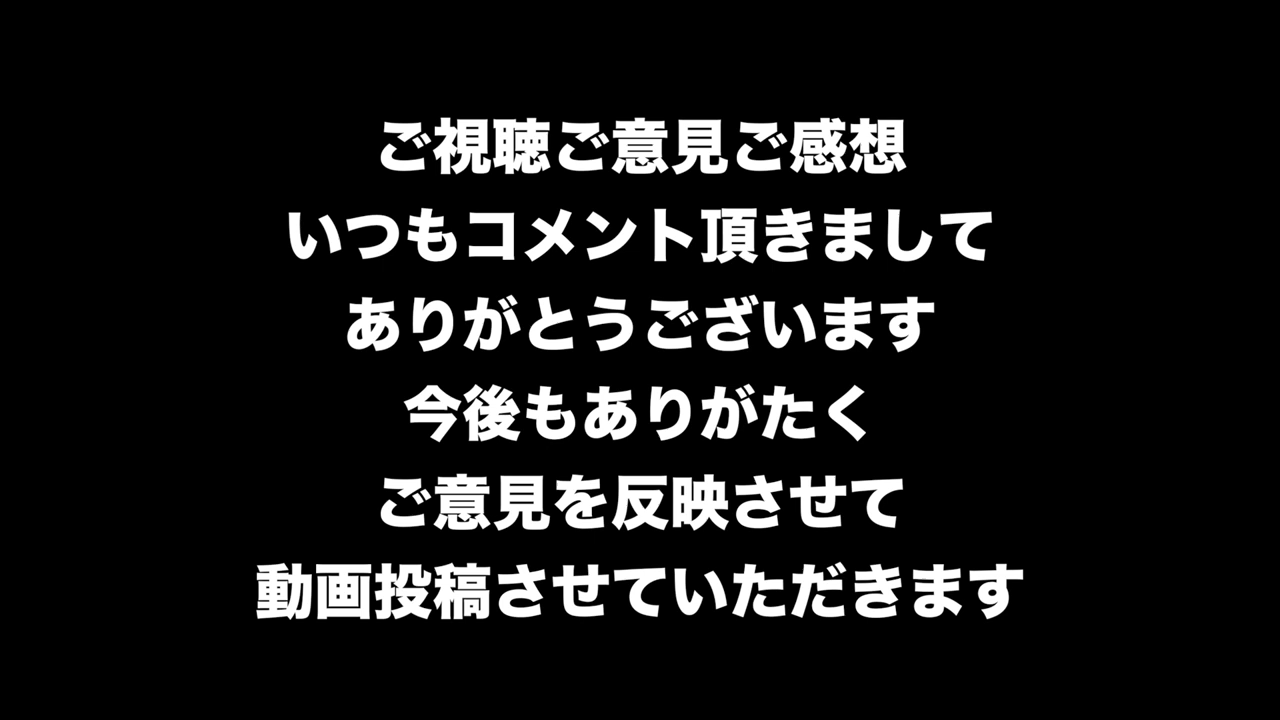 ご視聴ご意見ご感想
いつもコメント頂きまして
ありがとうございます
今後もありがたく
ご意見を反映させて
動画投稿させていただきます